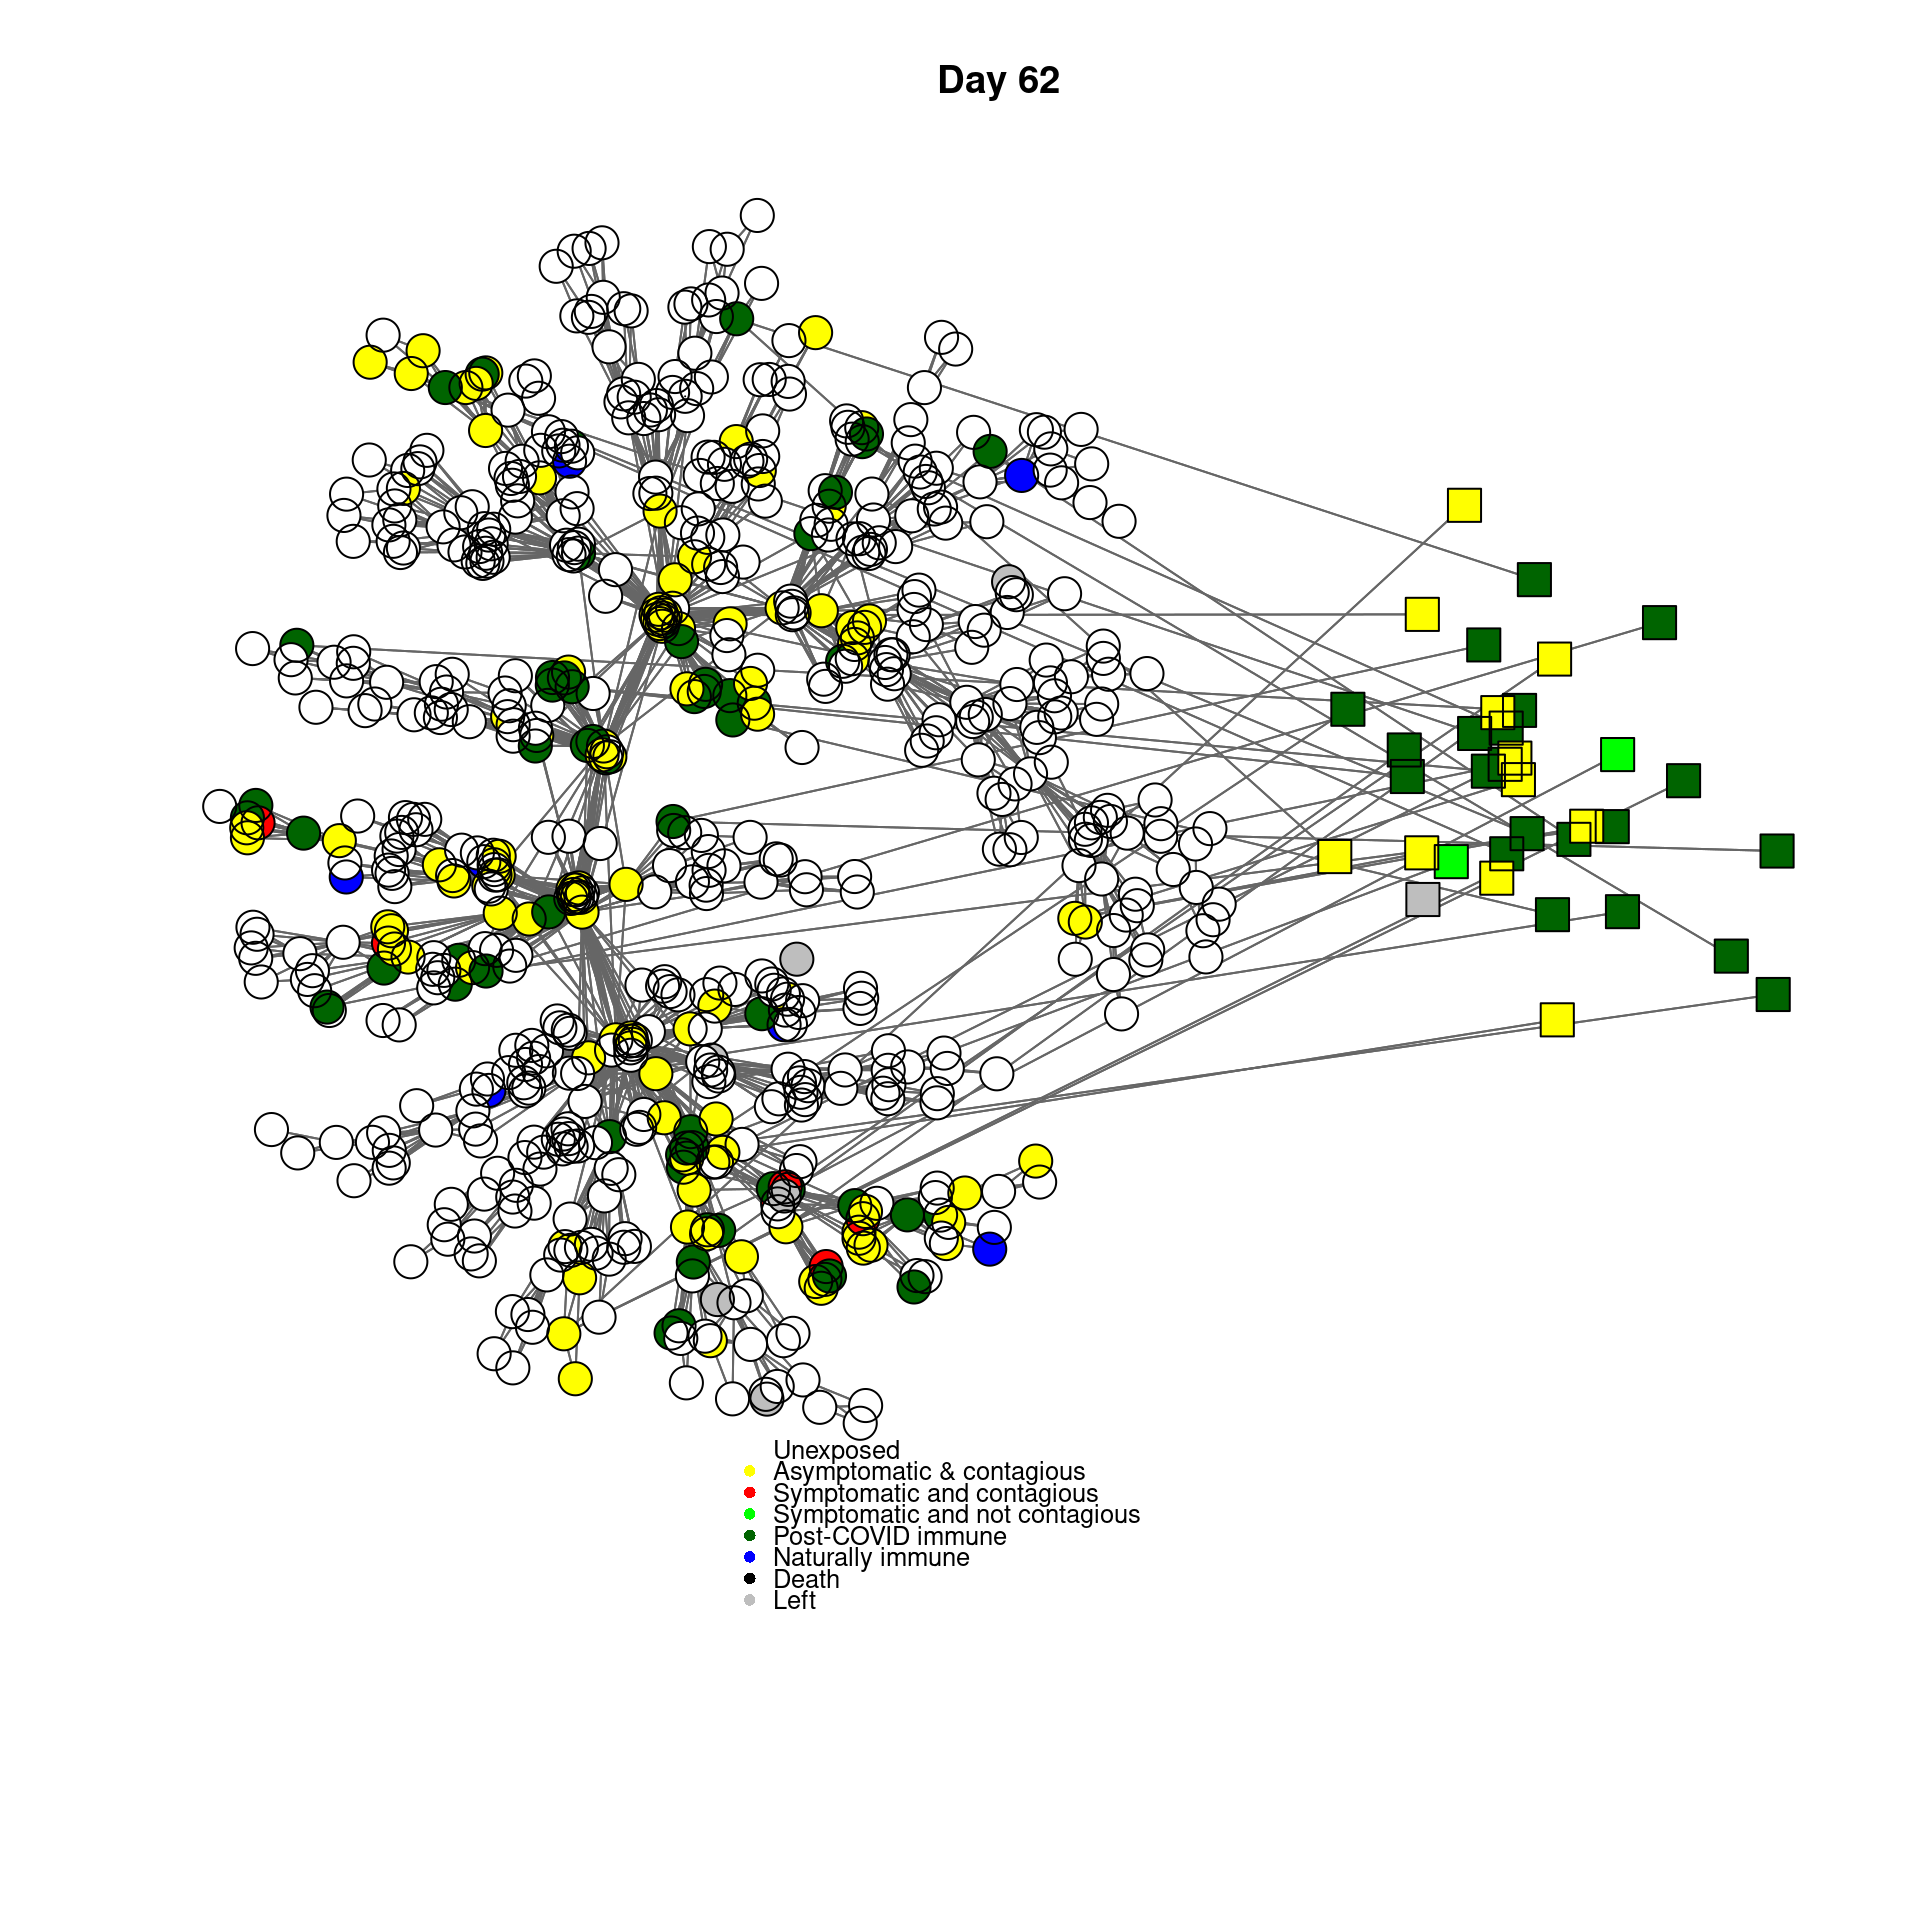 Day 62
Unexposed
Asymptomatic & contagious
Symptomatic and contagious
Symptomatic and not contagious
Post-COVID immune
Naturally immune
Death
Left